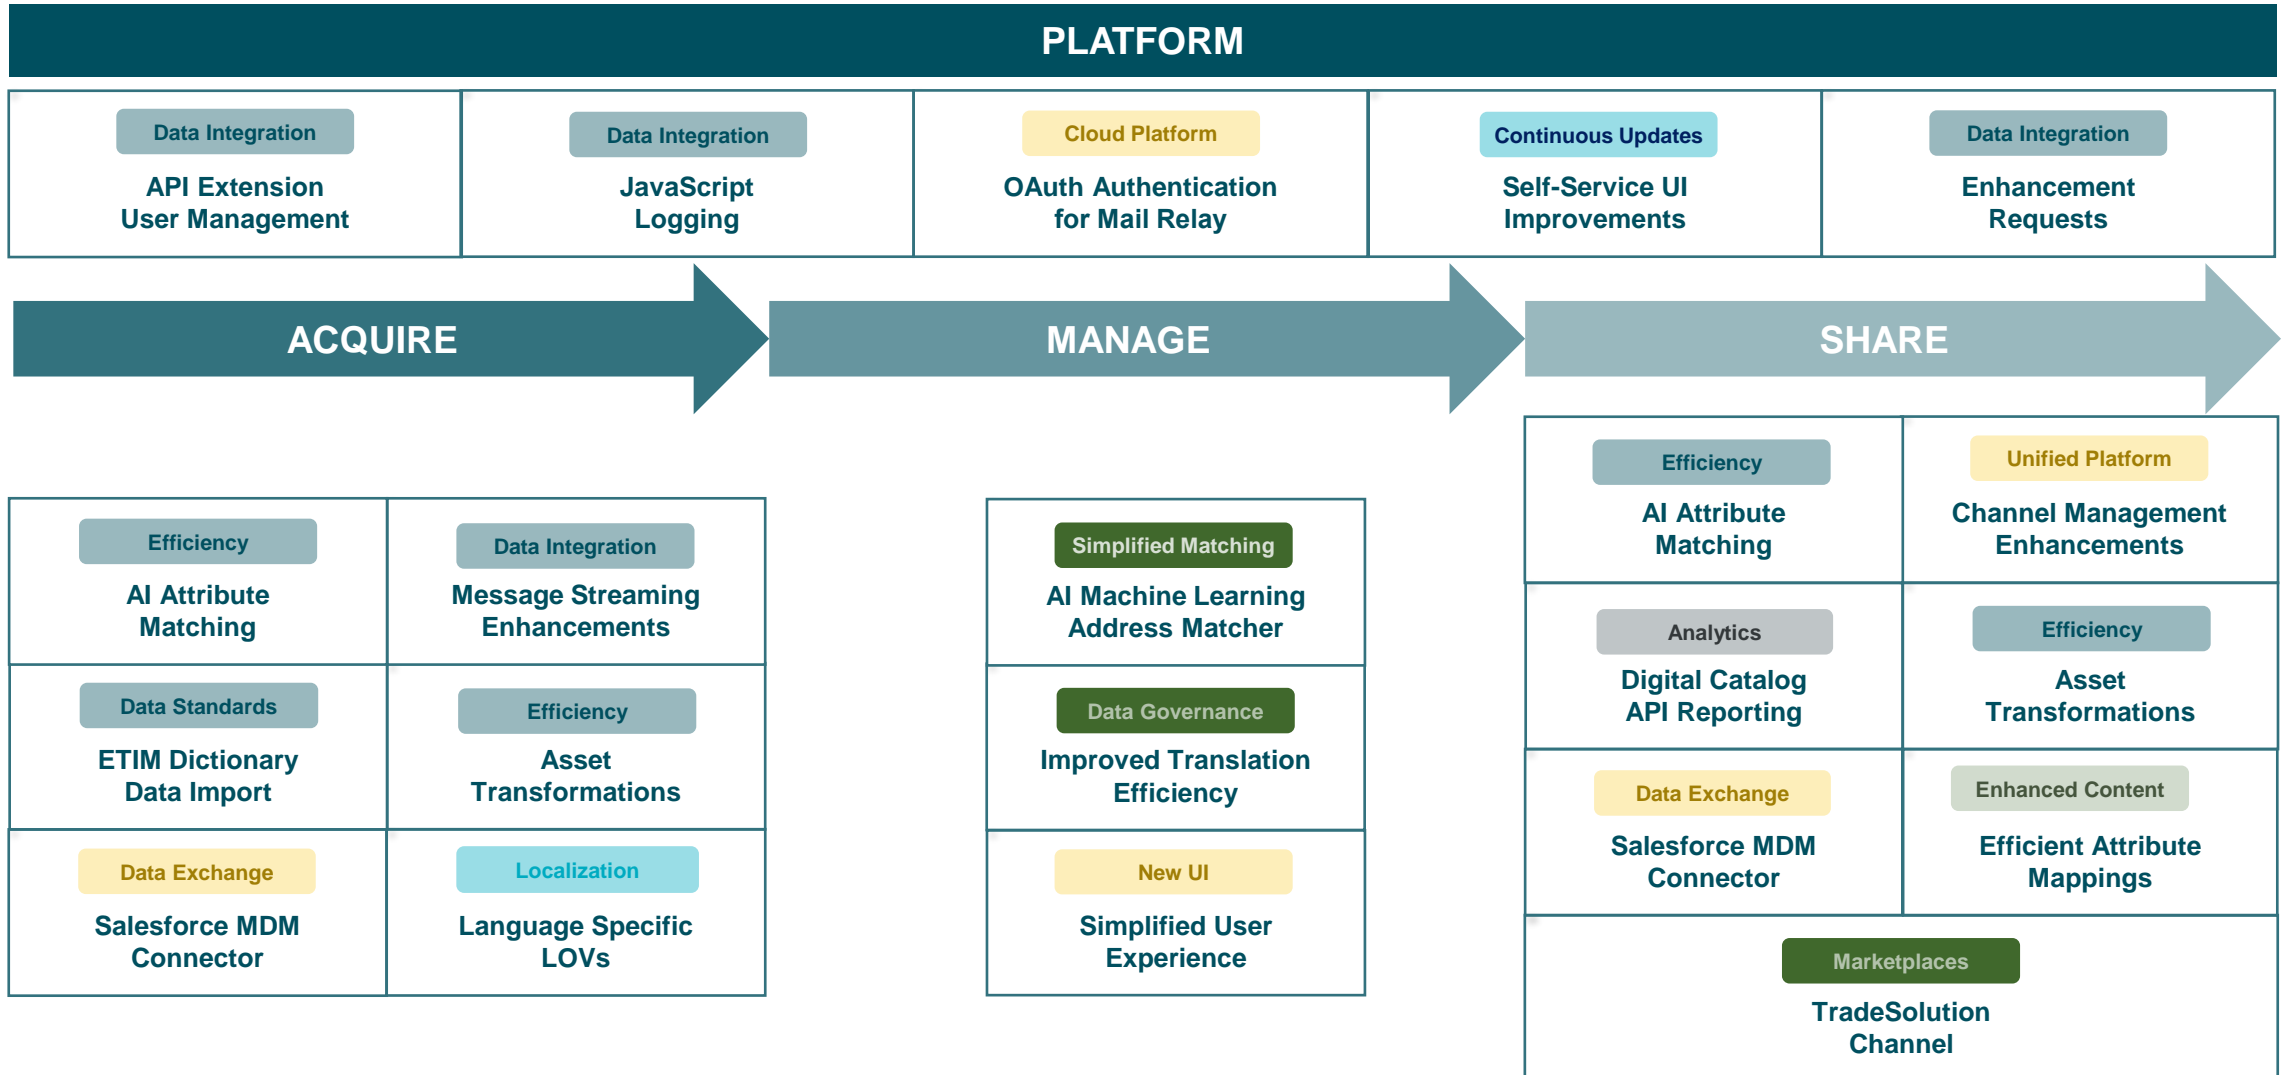 PLATFORM
Data Integration
API Extension
User Management
Data Integration
JavaScript
Logging
Cloud Platform
OAuth Authentication
for Mail Relay
Continuous Updates
Self-Service UI
Improvements
Data Integration
Enhancement
Requests
ACQUIRE
MANAGE
SHARE
Efficiency
AI Attribute
Matching
Data Integration
Message Streaming
Enhancements
Data Standards
ETIM Dictionary
Data Import
Efficiency
Asset
Transformations
Data Exchange
Salesforce MDM
Connector
Localization
Language Specific
LOVs
Simplified Matching
AI Machine Learning
Address Matcher
Data Governance
Improved Translation
Efficiency
New UI
Simplified User
Experience
Efficiency
AI Attribute
Matching
Unified Platform
Channel Management
Enhancements
Analytics
Digital Catalog
API Reporting
Efficiency
Asset
Transformations
Data Exchange
Salesforce MDM
Connector
Enhanced Content
Efficient Attribute
Mappings
Marketplaces
TradeSolution
Channel